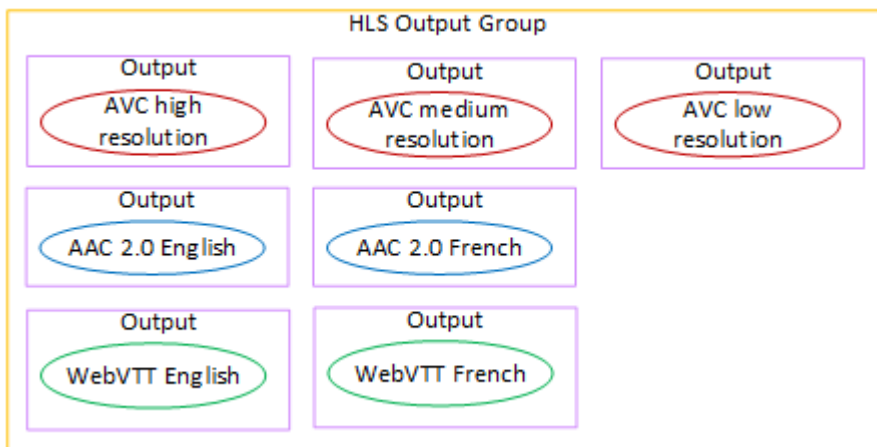 HLS Output Group
Output
AVC high
resolution
Output
AVC medium
resolution
Output
AVC low
resolution
Output
AAC 2.0 English
Output
AAC 2.0 French
Output
WebVTT English
Output
WebVTT French